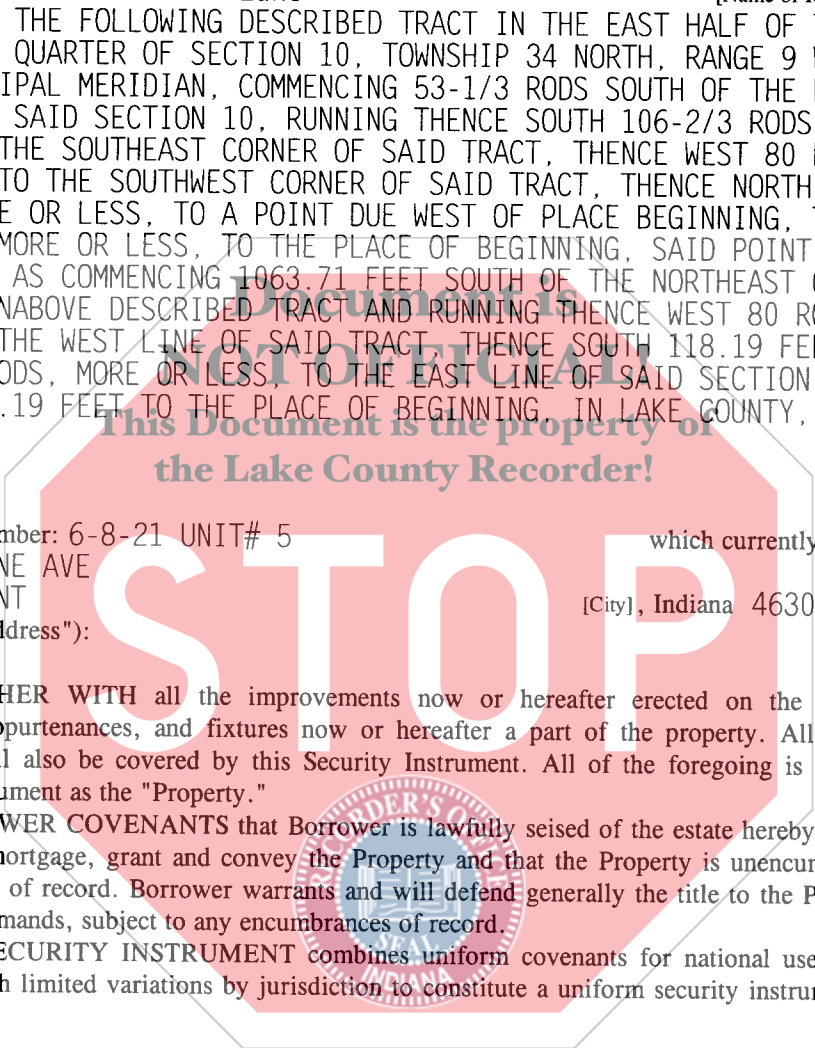 THE FOLLOWING DESCRIBED TRACT IN THE EAST HALF OF
QUARTER OF SECTION 10, TOWNSHIP 34 NORTH, RANGE 9
IPAL MERIDIAN, COMMENCING 53-1/3 RODS SOUTH OF THE
SAID SECTION 10, RUNNING THENCE SOUTH 106-2/3 RODS
THE SOUTHEAST CORNER OF SAID TRACT, THENCE WEST 80
TO THE SOUTHWEST CORNER OF SAID TRACT, THENCE NORTH
E OR LESS, TO A POINT DUE WEST OF PLACE BEGINNING,
MORE OR LESS, TO THE PLACE OF BEGINNING, SAID POINT
AS COMMENCING 1063.71 FEET SOUTH OF THE NORTHEAST
NABOVE DESCRIBED TRACT AND RUNNING THENCE WEST 80 RO
THE WEST LINE OF SAID TRACT, THENCE SOUTH 118.19 FEE
ODS, MORE OR LESS, TO THE EAST LINE OF SAID SECTION
.19 FEET TO THE PLACE OF BEGINNING, IN LAKE COUNTY,
Document is
NOT OFFICIAL!
This Document is the property of
the Lake County Recorder!
mber: 6-8-21 UNIT# 5 which currently
NE AVE
NT [City], Indiana 4630
ddress"):
STOP
HER WITH all the improvements now or hereafter erected on the
ppurtenances, and fixtures now or hereafter a part of the property. All
l also be covered by this Security Instrument. All of the foregoing is
ument as the "Property."
WER COVENANTS that Borrower is lawfully seised of the estate hereby
mortgage, grant and convey the Property and that the Property is unencum
of record. Borrower warrants and will defend generally the title to the P
mands, subject to any encumbrances of record.
ECURITY INSTRUMENT combines uniform covenants for national use
h limited variations by jurisdiction to constitute a uniform security instrum
RECORDER'S OFFICE
SEAL
INDIANA